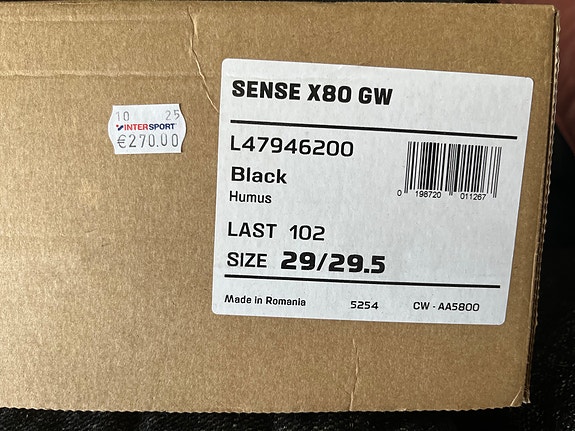 10 25
INTERSPORT
€270.00
SENSE X80 GW
L47946200
Black
Humus
0 198720 011267
LAST 102
SIZE 29/29.5
Made in Romania 5254 CW - AA5800